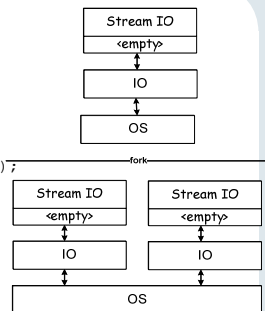 Stream IO
<empty>
IO
OS
) ;
fork
Stream IO Stream IO
<empty> <empty>
IO IO
OS